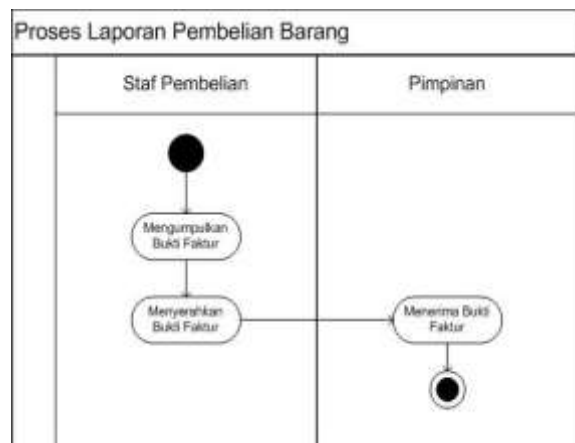 Proses Laporan Pembelian Barang
Staf Pembelian
Pimpinan
Mengumpulkan
Bukti Faktur
Menyerahkan
Bukti Faktur
Menerima Bukti
Faktur